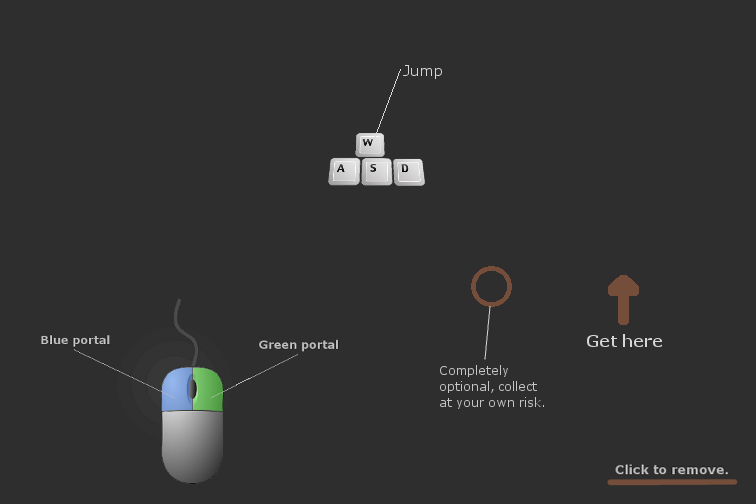 Jump
W
A S D
Blue portal
Green portal
Get here
Completely
optional, collect
at your own risk.
Click to remove.